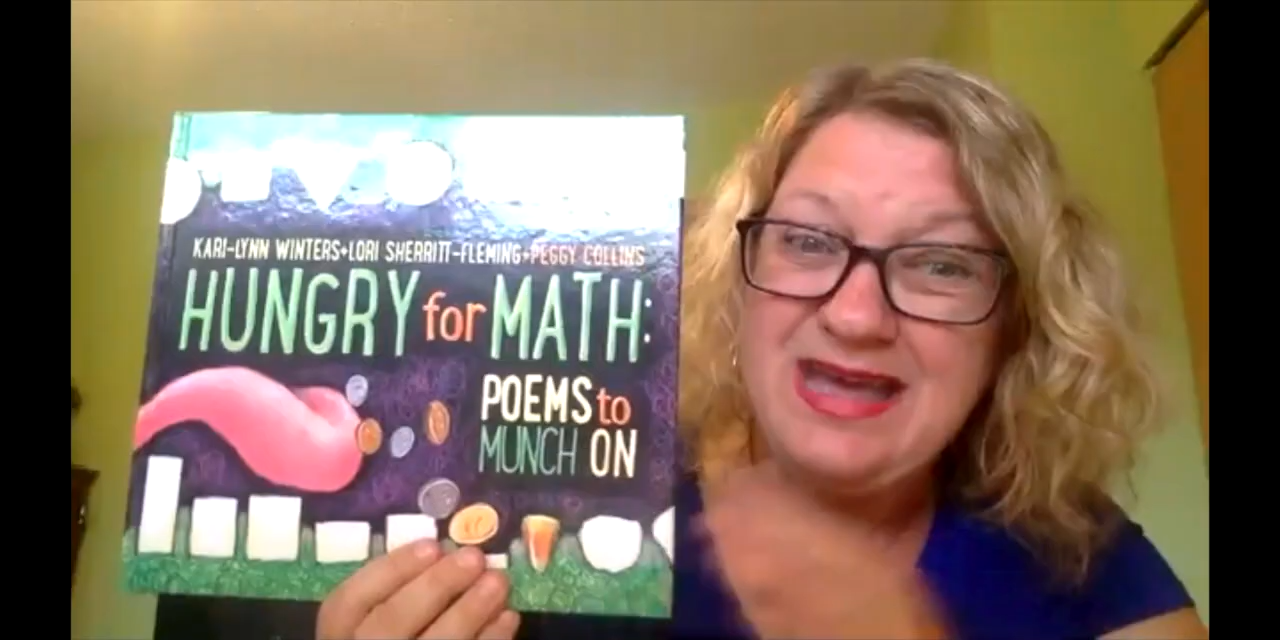 KARI-LYNN WINTERS+LORI SHERRITT-FLEMING+PEGGY COLLINS
HUNGRY for MATH:
POEMS to
MUNCH ON